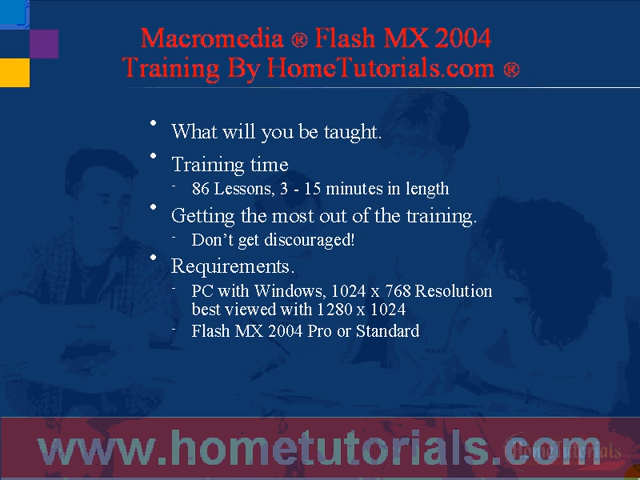 Macromedia ® Flash MX 2004
Training By HomeTutorials.com ®
• What will you be taught.
• Training time
- 86 Lessons, 3 - 15 minutes in length
• Getting the most out of the training.
- Don’t get discouraged!
• Requirements.
- PC with Windows, 1024 x 768 Resolution
best viewed with 1280 x 1024
- Flash MX 2004 Pro or Standard
www.hometutorials.com
HomeTutorials